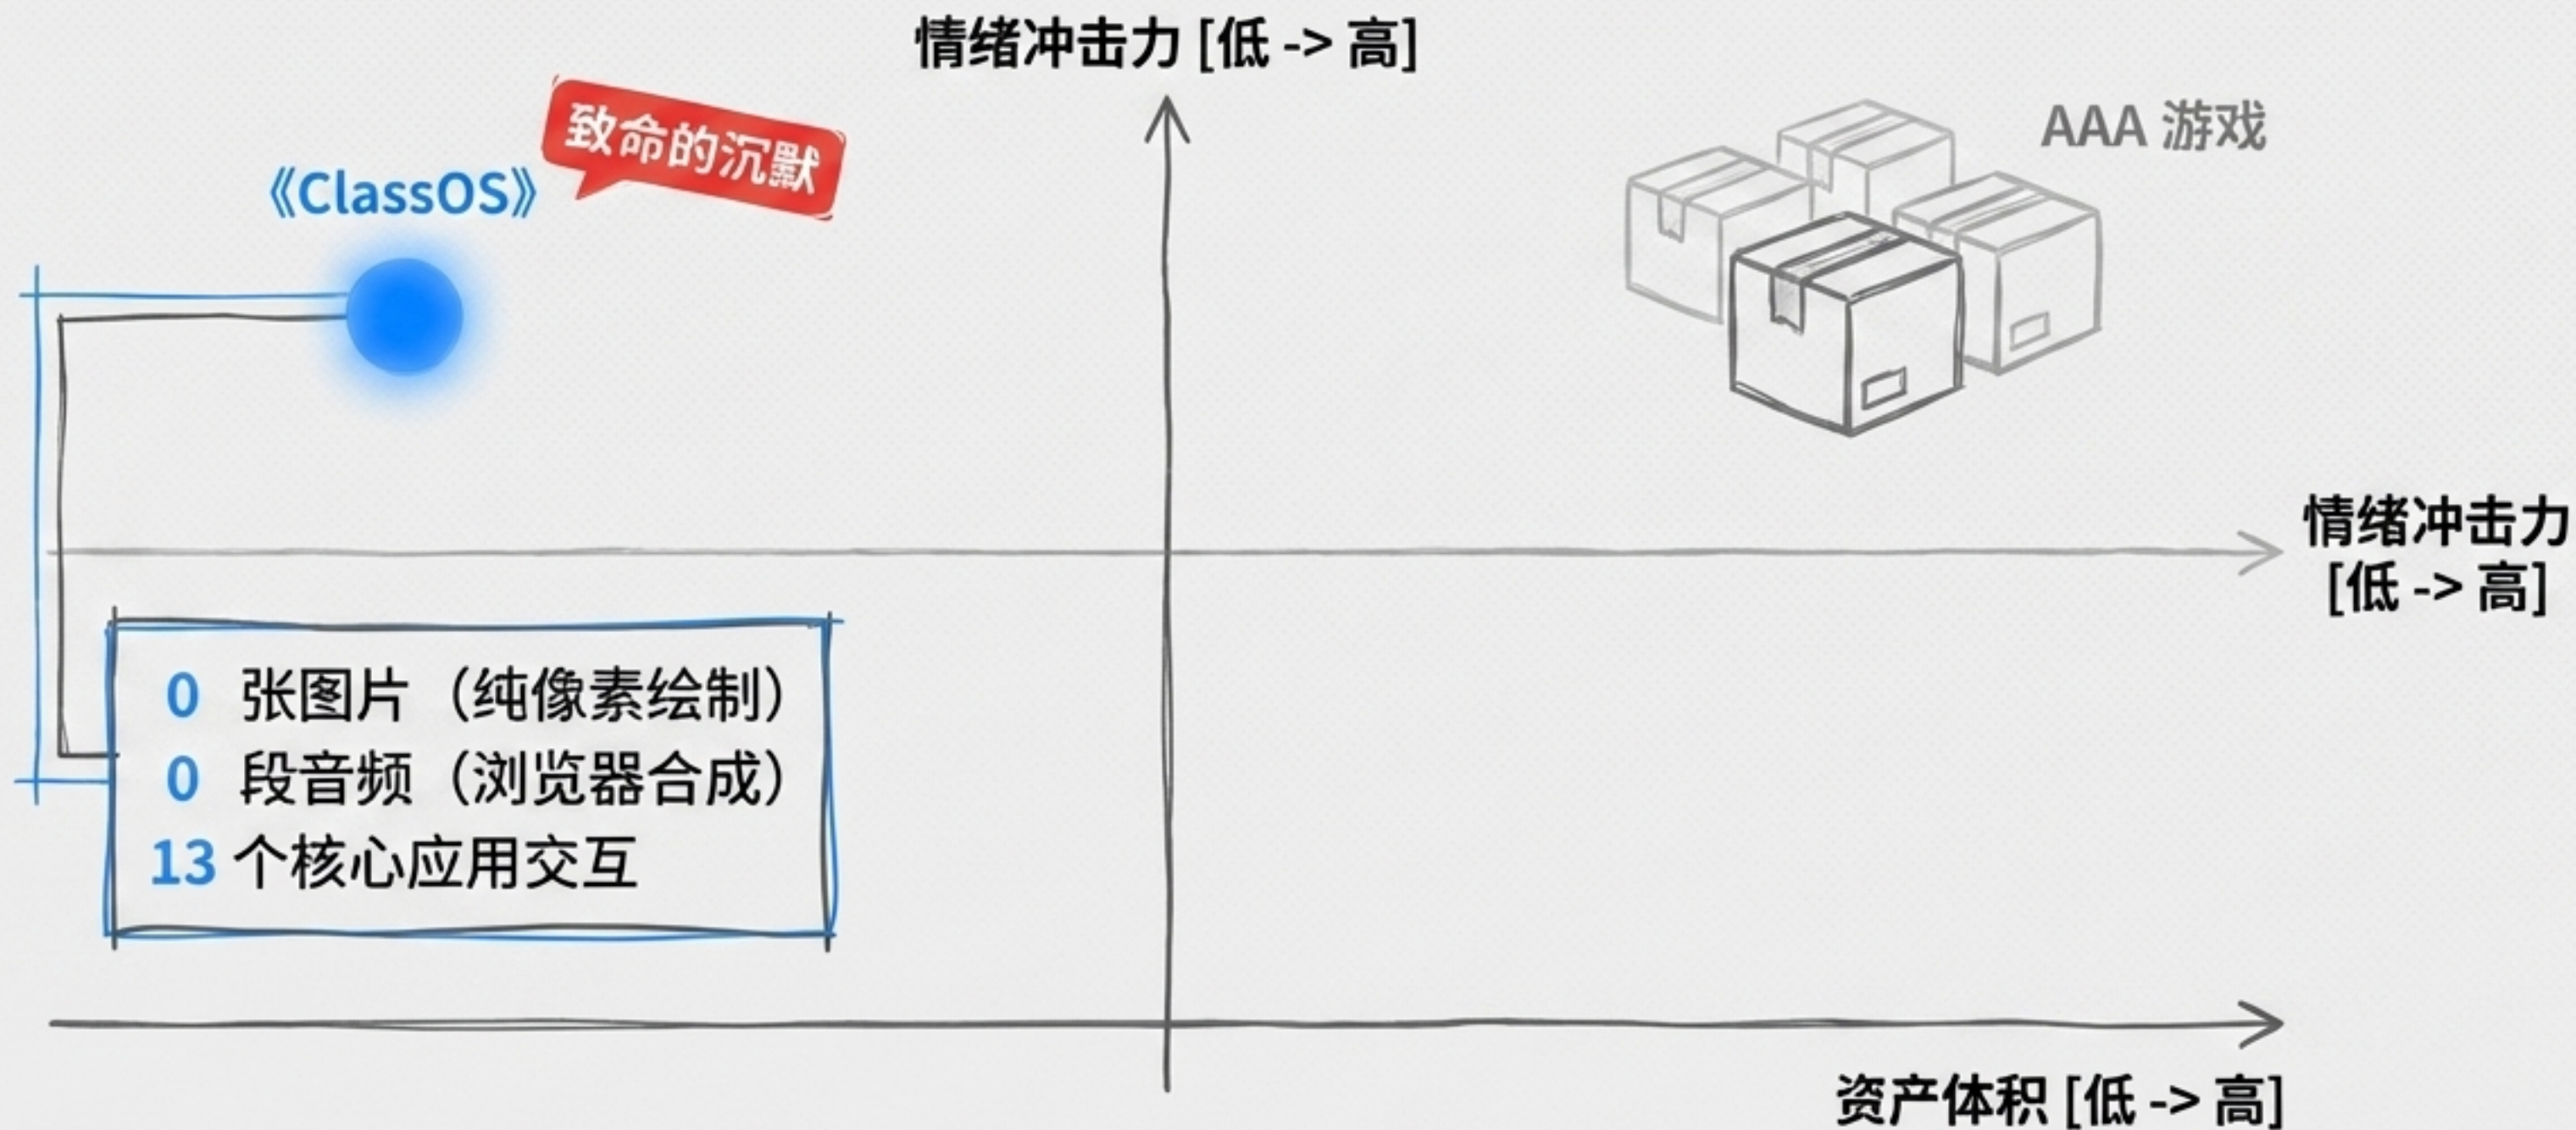 情绪冲击力 [低 -> 高]
致命的沉默
《ClassOS》
AAA 游戏
情绪冲击力
[低 -> 高]
0 张图片（纯像素绘制）
0 段音频（浏览器合成）
13 个核心应用交互
资产体积 [低 -> 高]